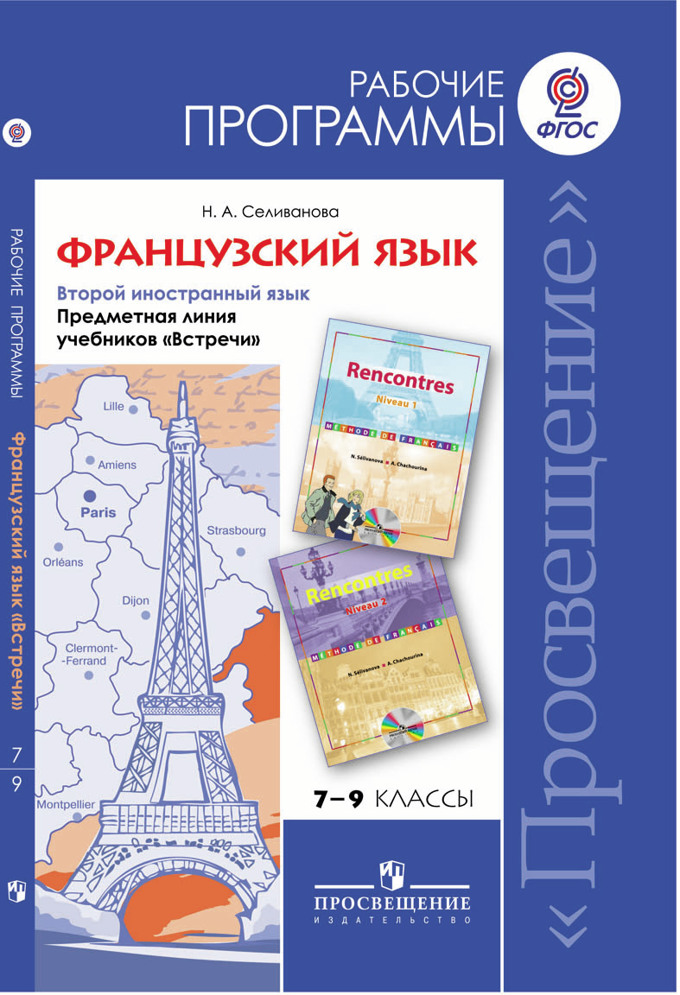 РАБОЧИЕ
ПРОГРАММЫ
ФГОС
Н. А. Селиванова
ФРАНЦУЗСКИЙ ЯЗЫК
Второй иностранный язык
Предметная линия
учебников «Встречи»
Rencontres
Niveau 1
MÉTHODE DE FRANÇAIS
N. Sélivanova ■ A. Chachourina
Rencontres
Niveau 2
MÉTHODE DE FRANÇAIS
N. Sélivanova ■ A. Chachourina
Lille
Amiens
Paris
Strasbourg
Orléans
Dijon
Clermont-
-Ferrand
Montpellier
7–9 КЛАССЫ
ПРОСВЕЩЕНИЕ
ИЗДАТЕЛЬСТВО
«Просвещение»
РАБОЧИЕ ПРОГРАММЫ
Французский язык «Встречи»
7
9